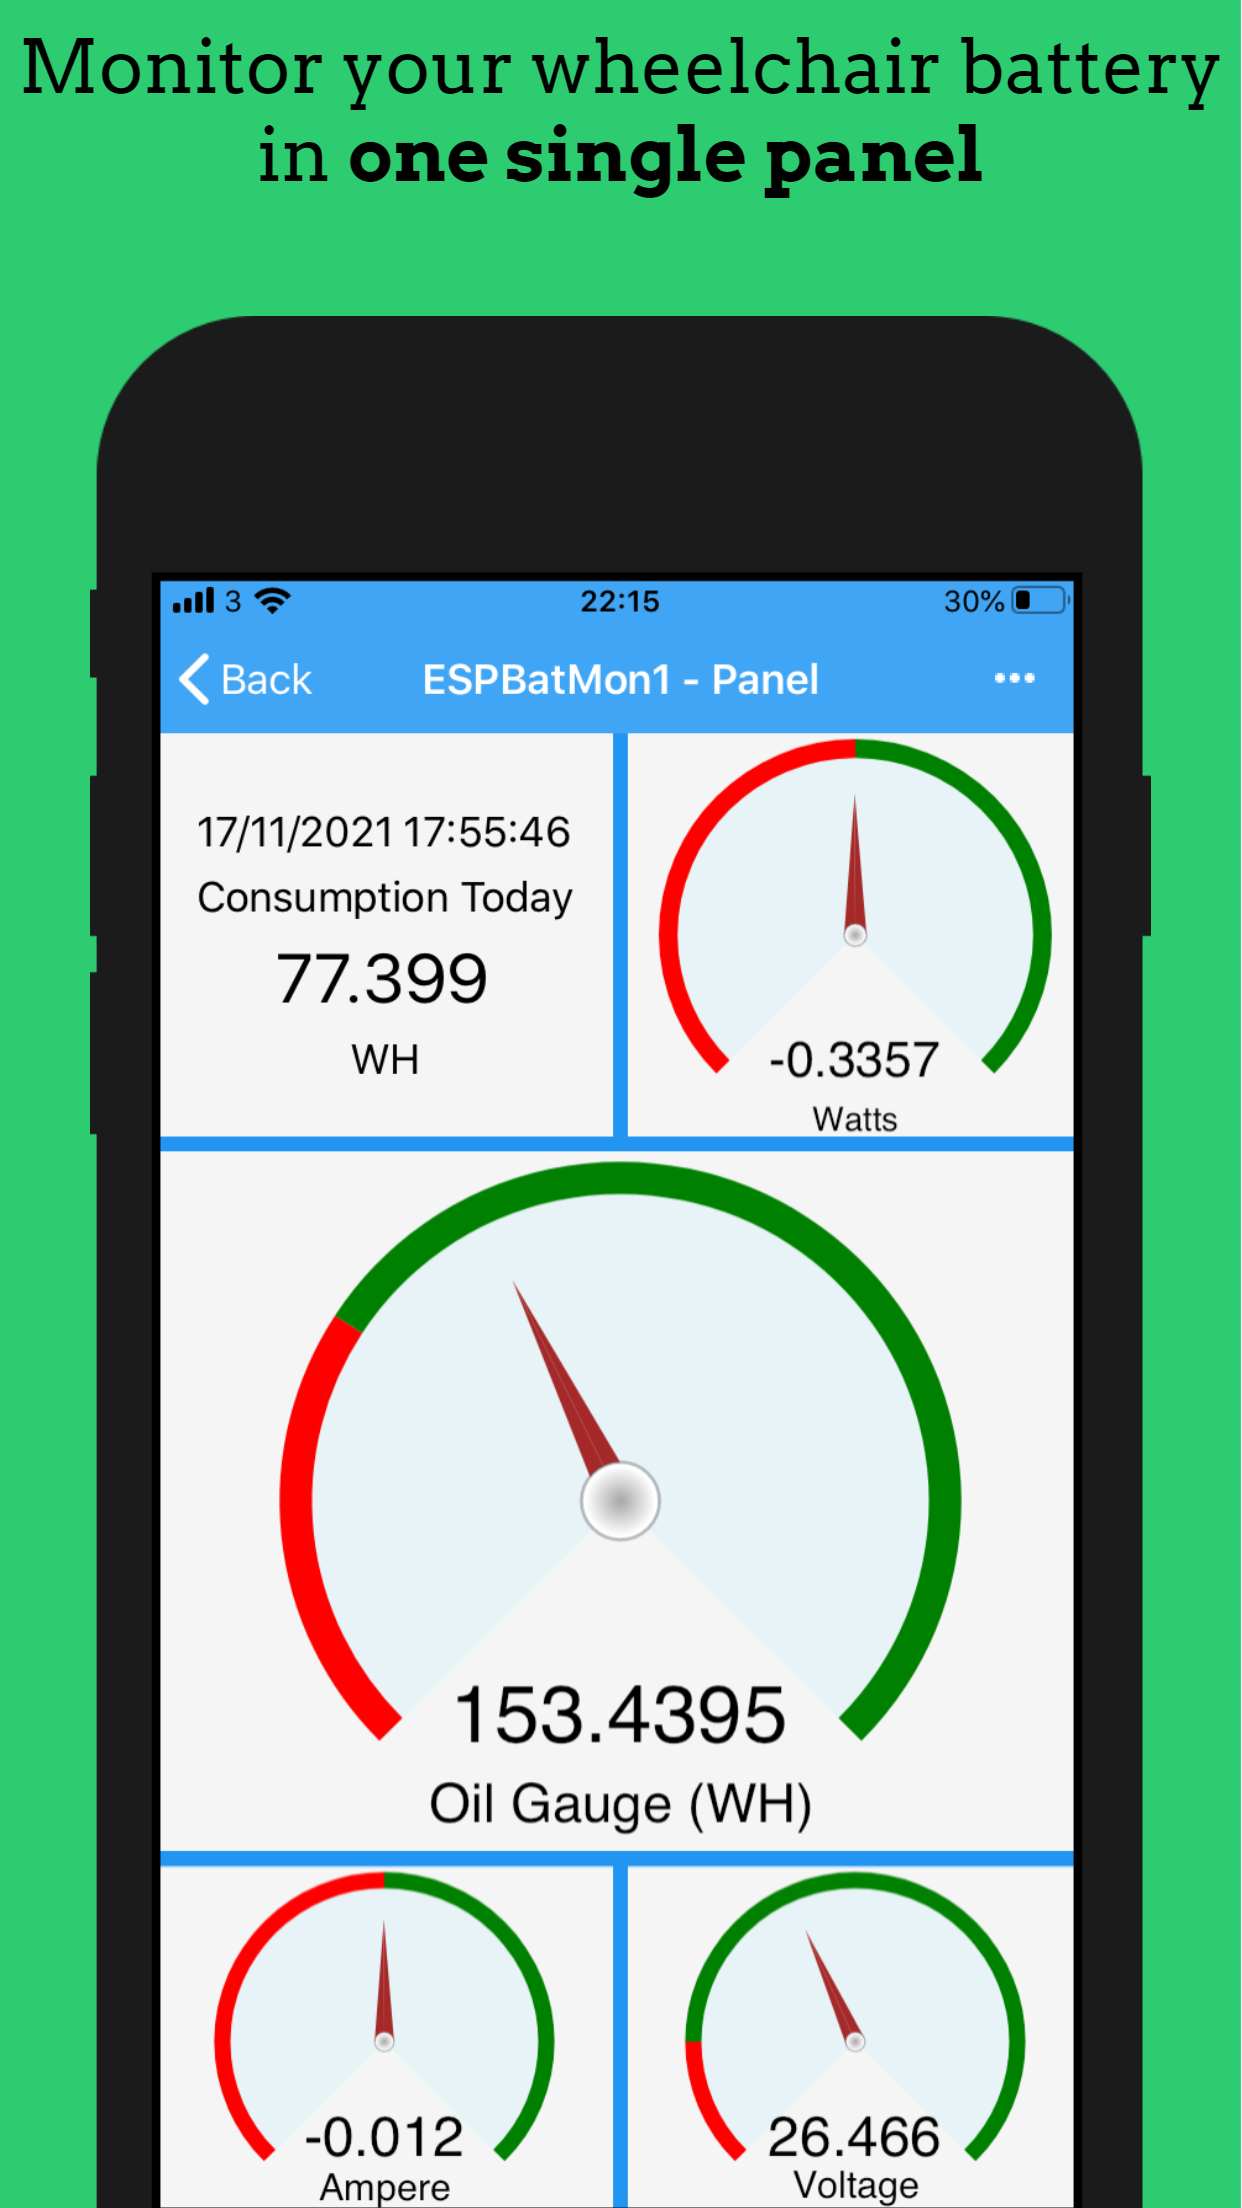 Monitor your wheelchair battery
in one single panel
3 22:15 30%
Back ESPBatMon1 - Panel
17/11/2021 17:55:46
Consumption Today
77.399
WH
-0.3357
Watts
153.4395
Oil Gauge (WH)
-0.012
Ampere
26.466
Voltage